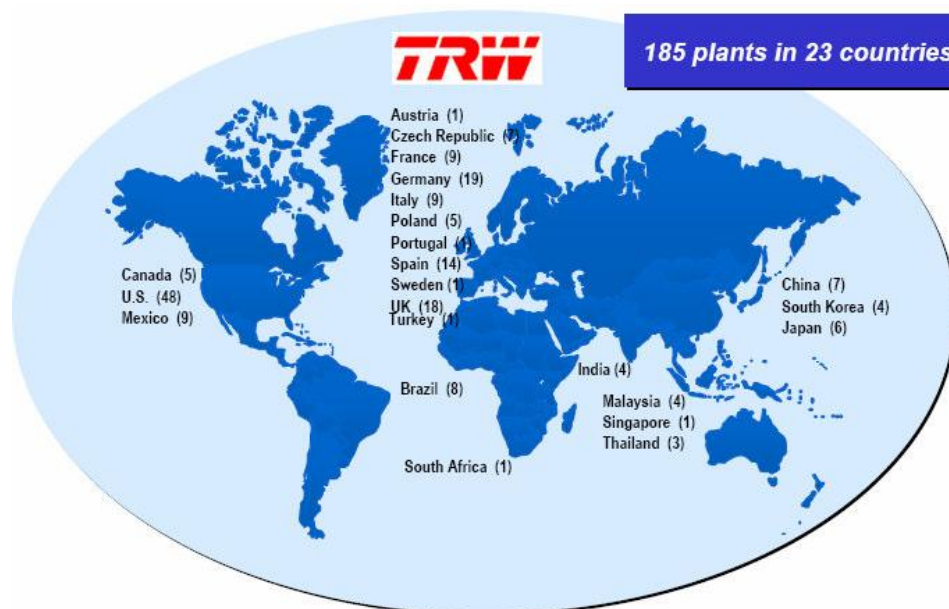 TRW
185 plants in 23 countries
Austria (1)
Czech Republic (7)
France (9)
Germany (19)
Italy (9)
Poland (5)
Portugal (1)
Spain (14)
Sweden (1)
UK (18)
Turkey (1)
Canada (5)
U.S. (48)
Mexico (9)
China (7)
South Korea (4)
Japan (6)
India (4)
Brazil (8)
Malaysia (4)
Singapore (1)
Thailand (3)
South Africa (1)